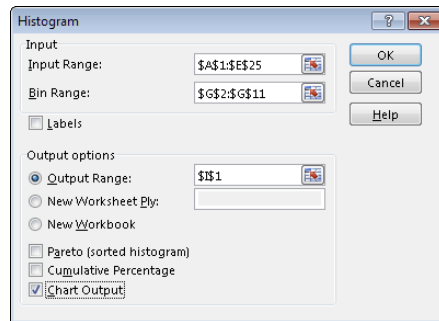 Histogram
Input
Input Range: $A$1:$E$25
Bin Range: $G$2:$G$11
Labels
OK
Cancel
Help
Output options
Output Range: $I$1
New Worksheet Ply:
New Workbook
Pareto (sorted histogram)
Cumulative Percentage
Chart Output